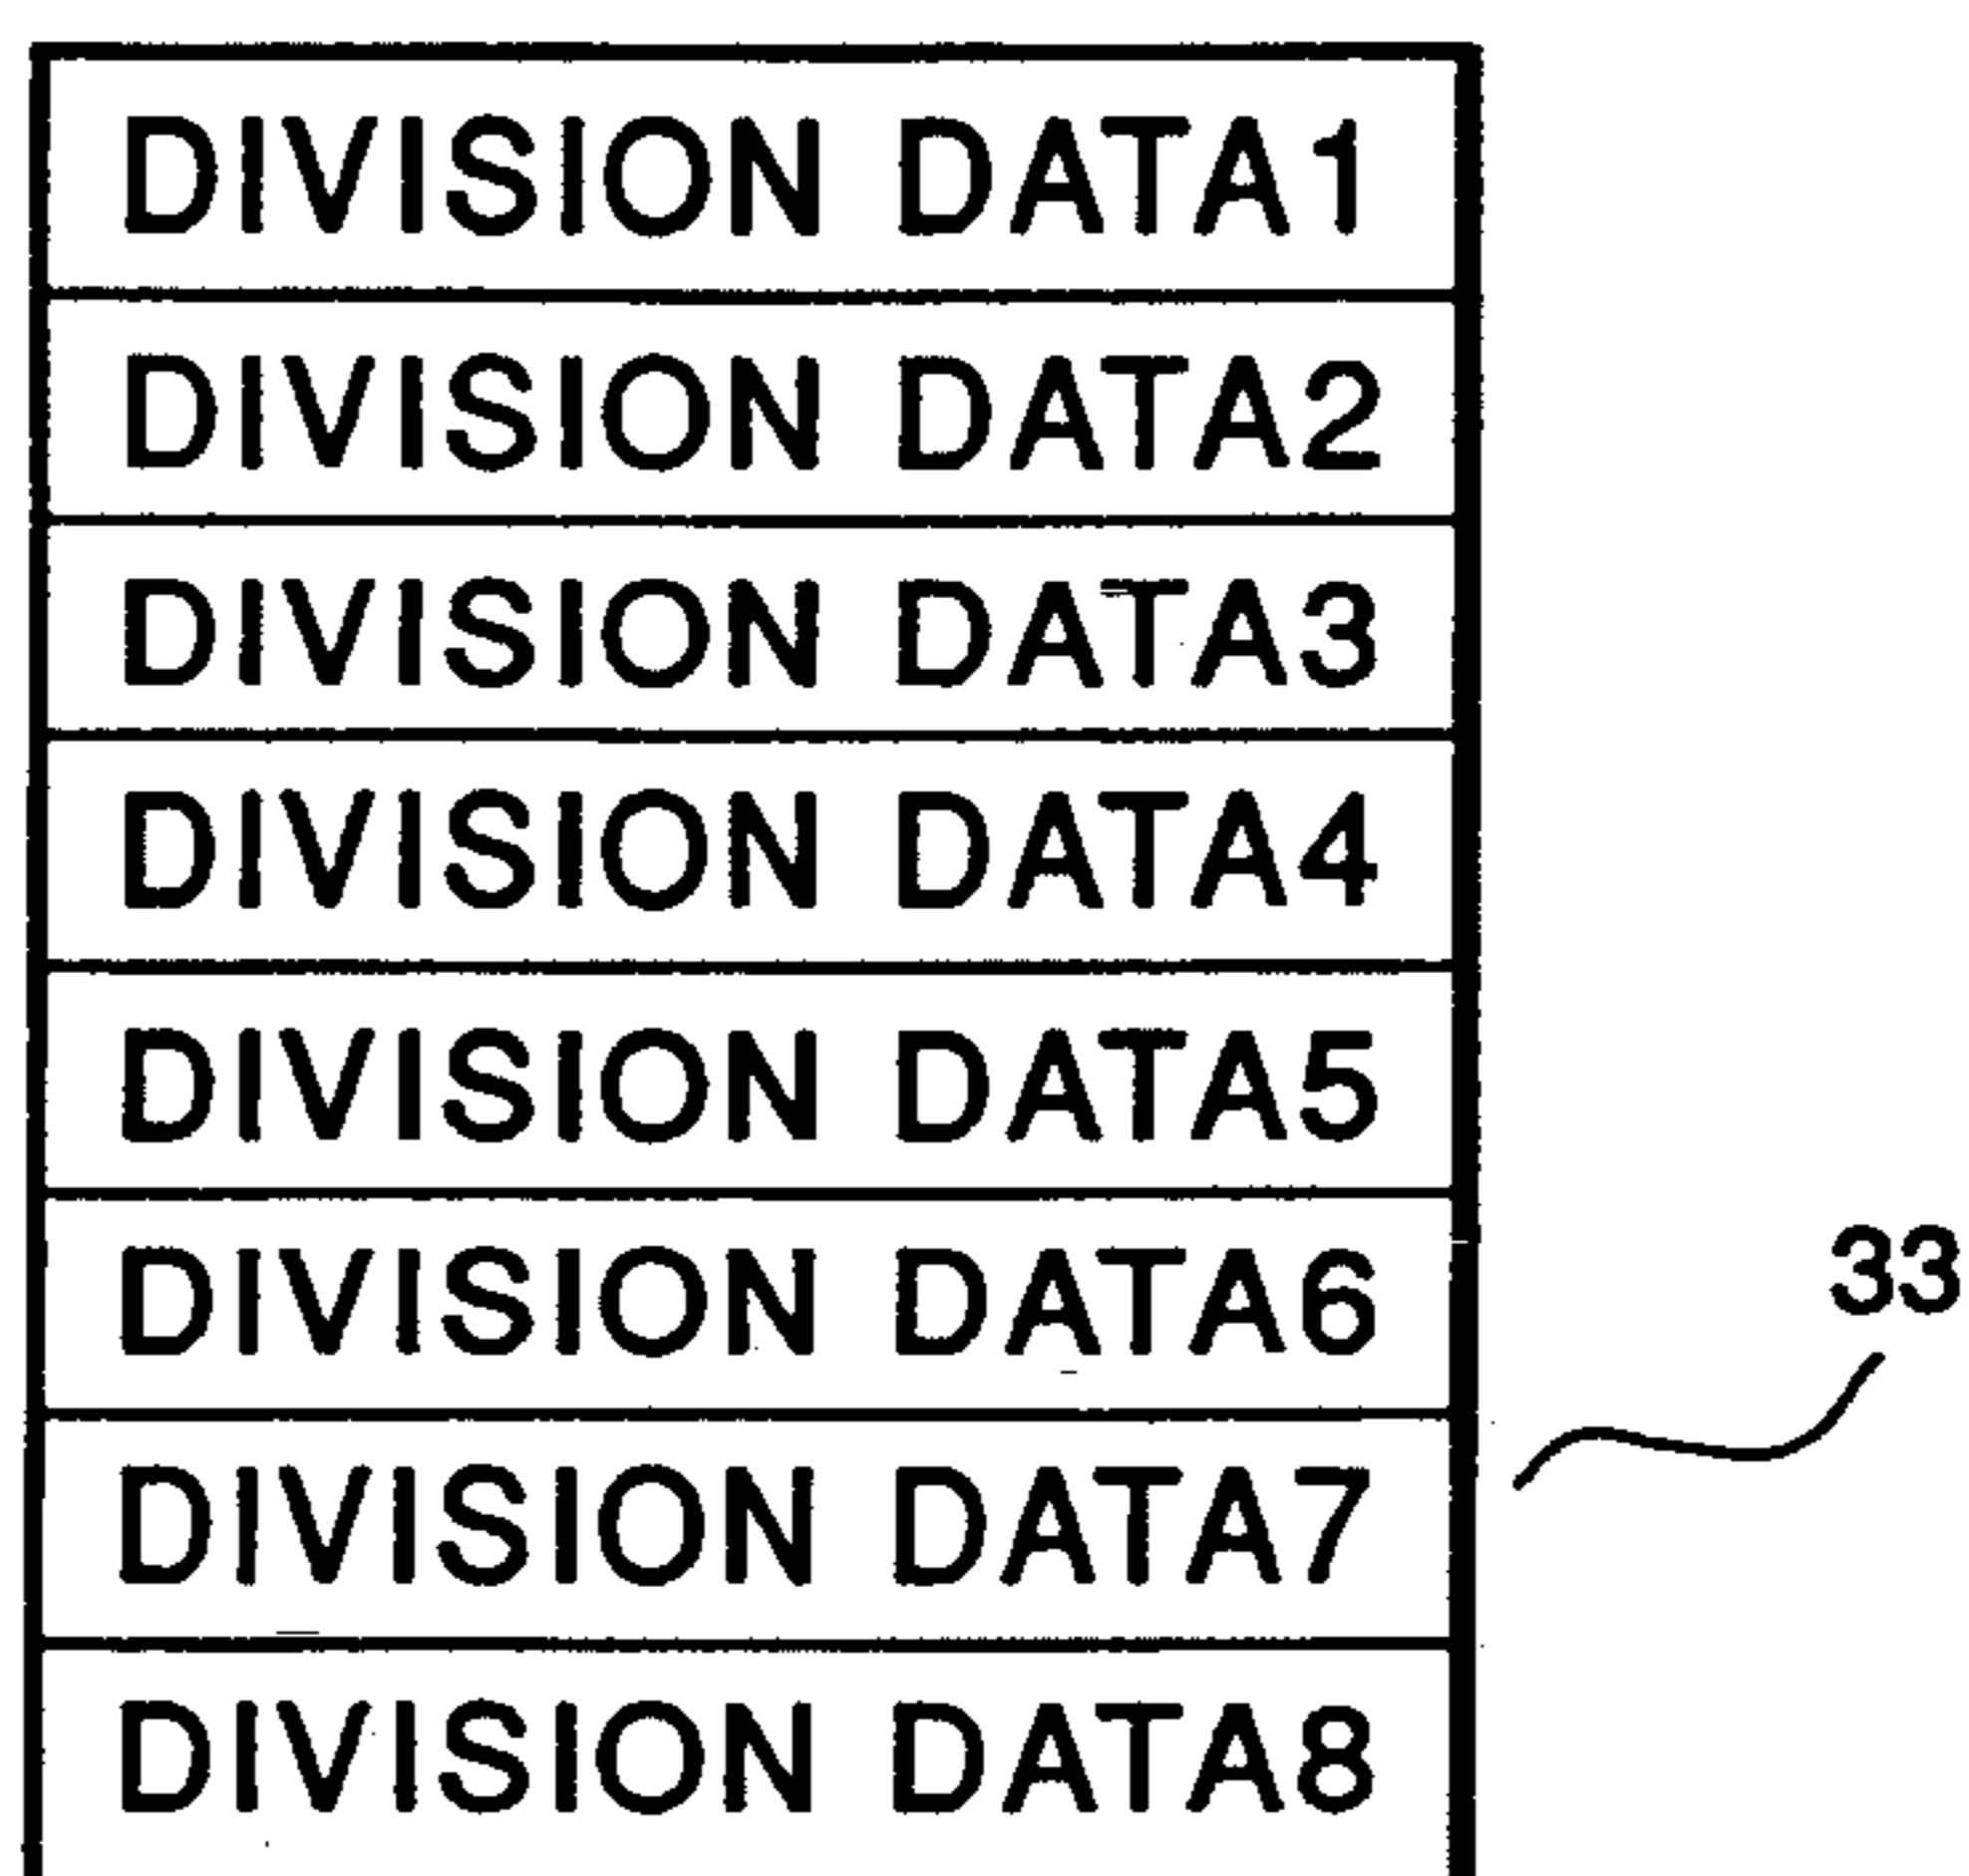 DIVISION DATA1
DIVISION DATA2
DIVISION DATA3
DIVISION DATA4
DIVISION DATA5
DIVISION DATA6
33
DIVISION DATA7
DIVISION DATA8